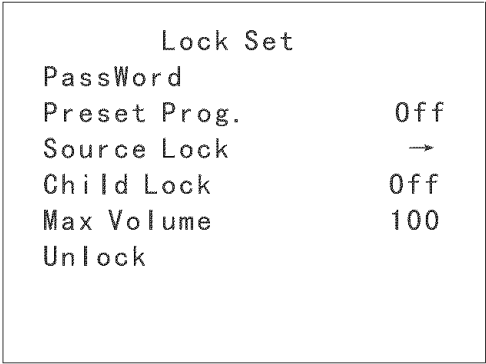 Lock Set
PassWord
Preset Prog. Off
Source Lock →
Child Lock Off
Max Volume 100
Unlock